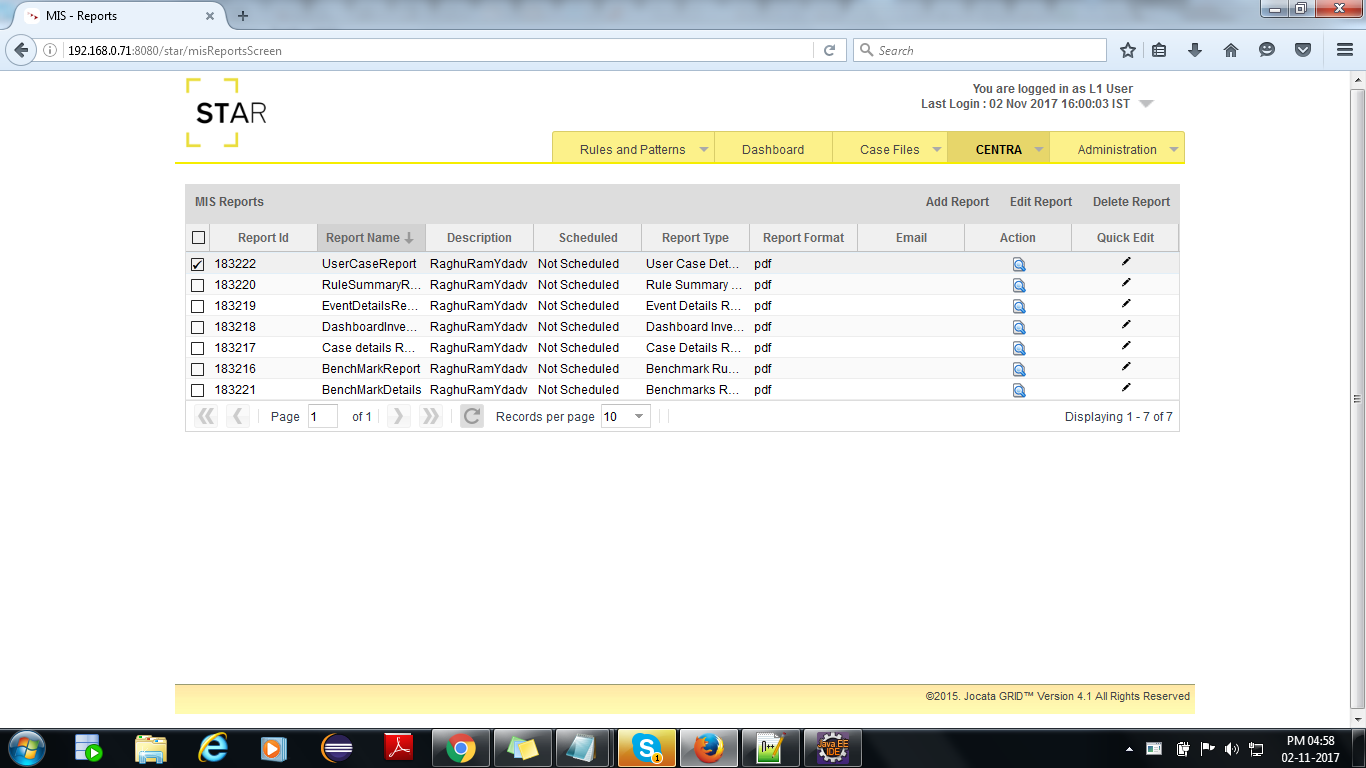 MIS - Reports
192.168.0.71:8080/star/misReportsScreen
Search
STAR
You are logged in as L1 User
Last Login : 02 Nov 2017 16:00:03 IST
Rules and Patterns Dashboard Case Files CENTRA Administration
MIS Reports Add Report Edit Report Delete Report
Report Id Report Name Description Scheduled Report Type Report Format Email Action Quick Edit
183222 UserCaseReport RaghuRamYdadv Not Scheduled User Case Det... pdf
183220 RuleSummaryR... RaghuRamYdadv Not Scheduled Rule Summary ... pdf
183219 EventDetailsRe... RaghuRamYdadv Not Scheduled Event Details R... pdf
183218 DashboardInve... RaghuRamYdadv Not Scheduled Dashboard Inve... pdf
183217 Case details R... RaghuRamYdadv Not Scheduled Case Details R... pdf
183216 BenchMarkReport RaghuRamYdadv Not Scheduled Benchmark Ru... pdf
183221 BenchMarkDetails RaghuRamYdadv Not Scheduled Benchmarks R... pdf
Page 1 of 1 Records per page 10 Displaying 1 - 7 of 7
©2015. Jocata GRID™ Version 4.1 All Rights Reserved
Java EE
IDE
1
PM 04:58
02-11-2017